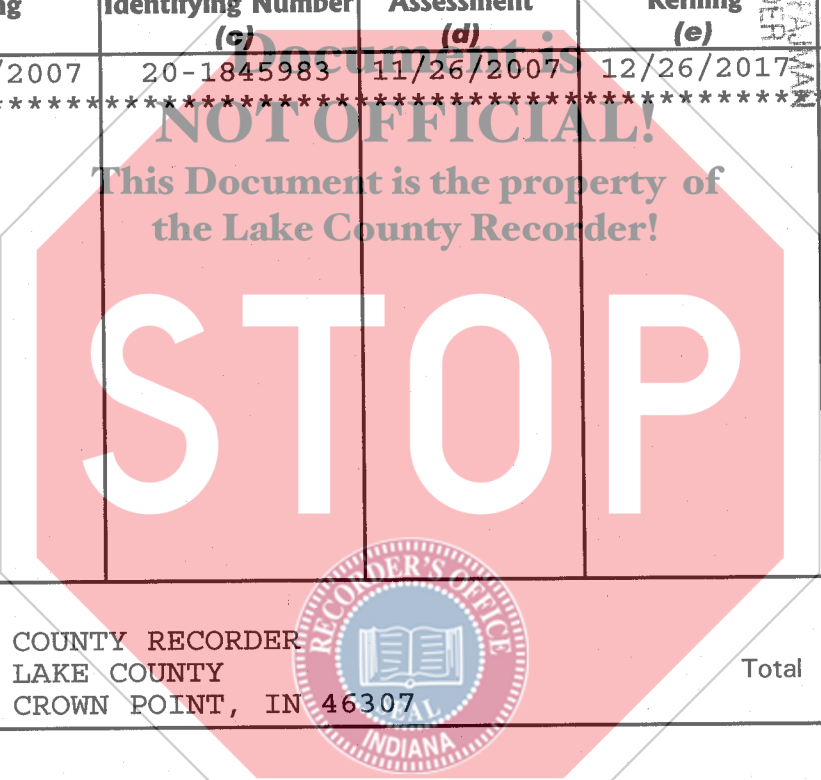 ng Identifying Number Assessment Refiling
(c) (d) (e)
Document is
/2007 20-1845983 11/26/2007 12/26/2017
NOT OFFICIAL!
This Document is the property of
the Lake County Recorder!
STOP
RECORDER'S OFFICE
COUNTY RECORDER
LAKE COUNTY
Total
CROWN POINT, IN 46307
SEAL
INDIANA